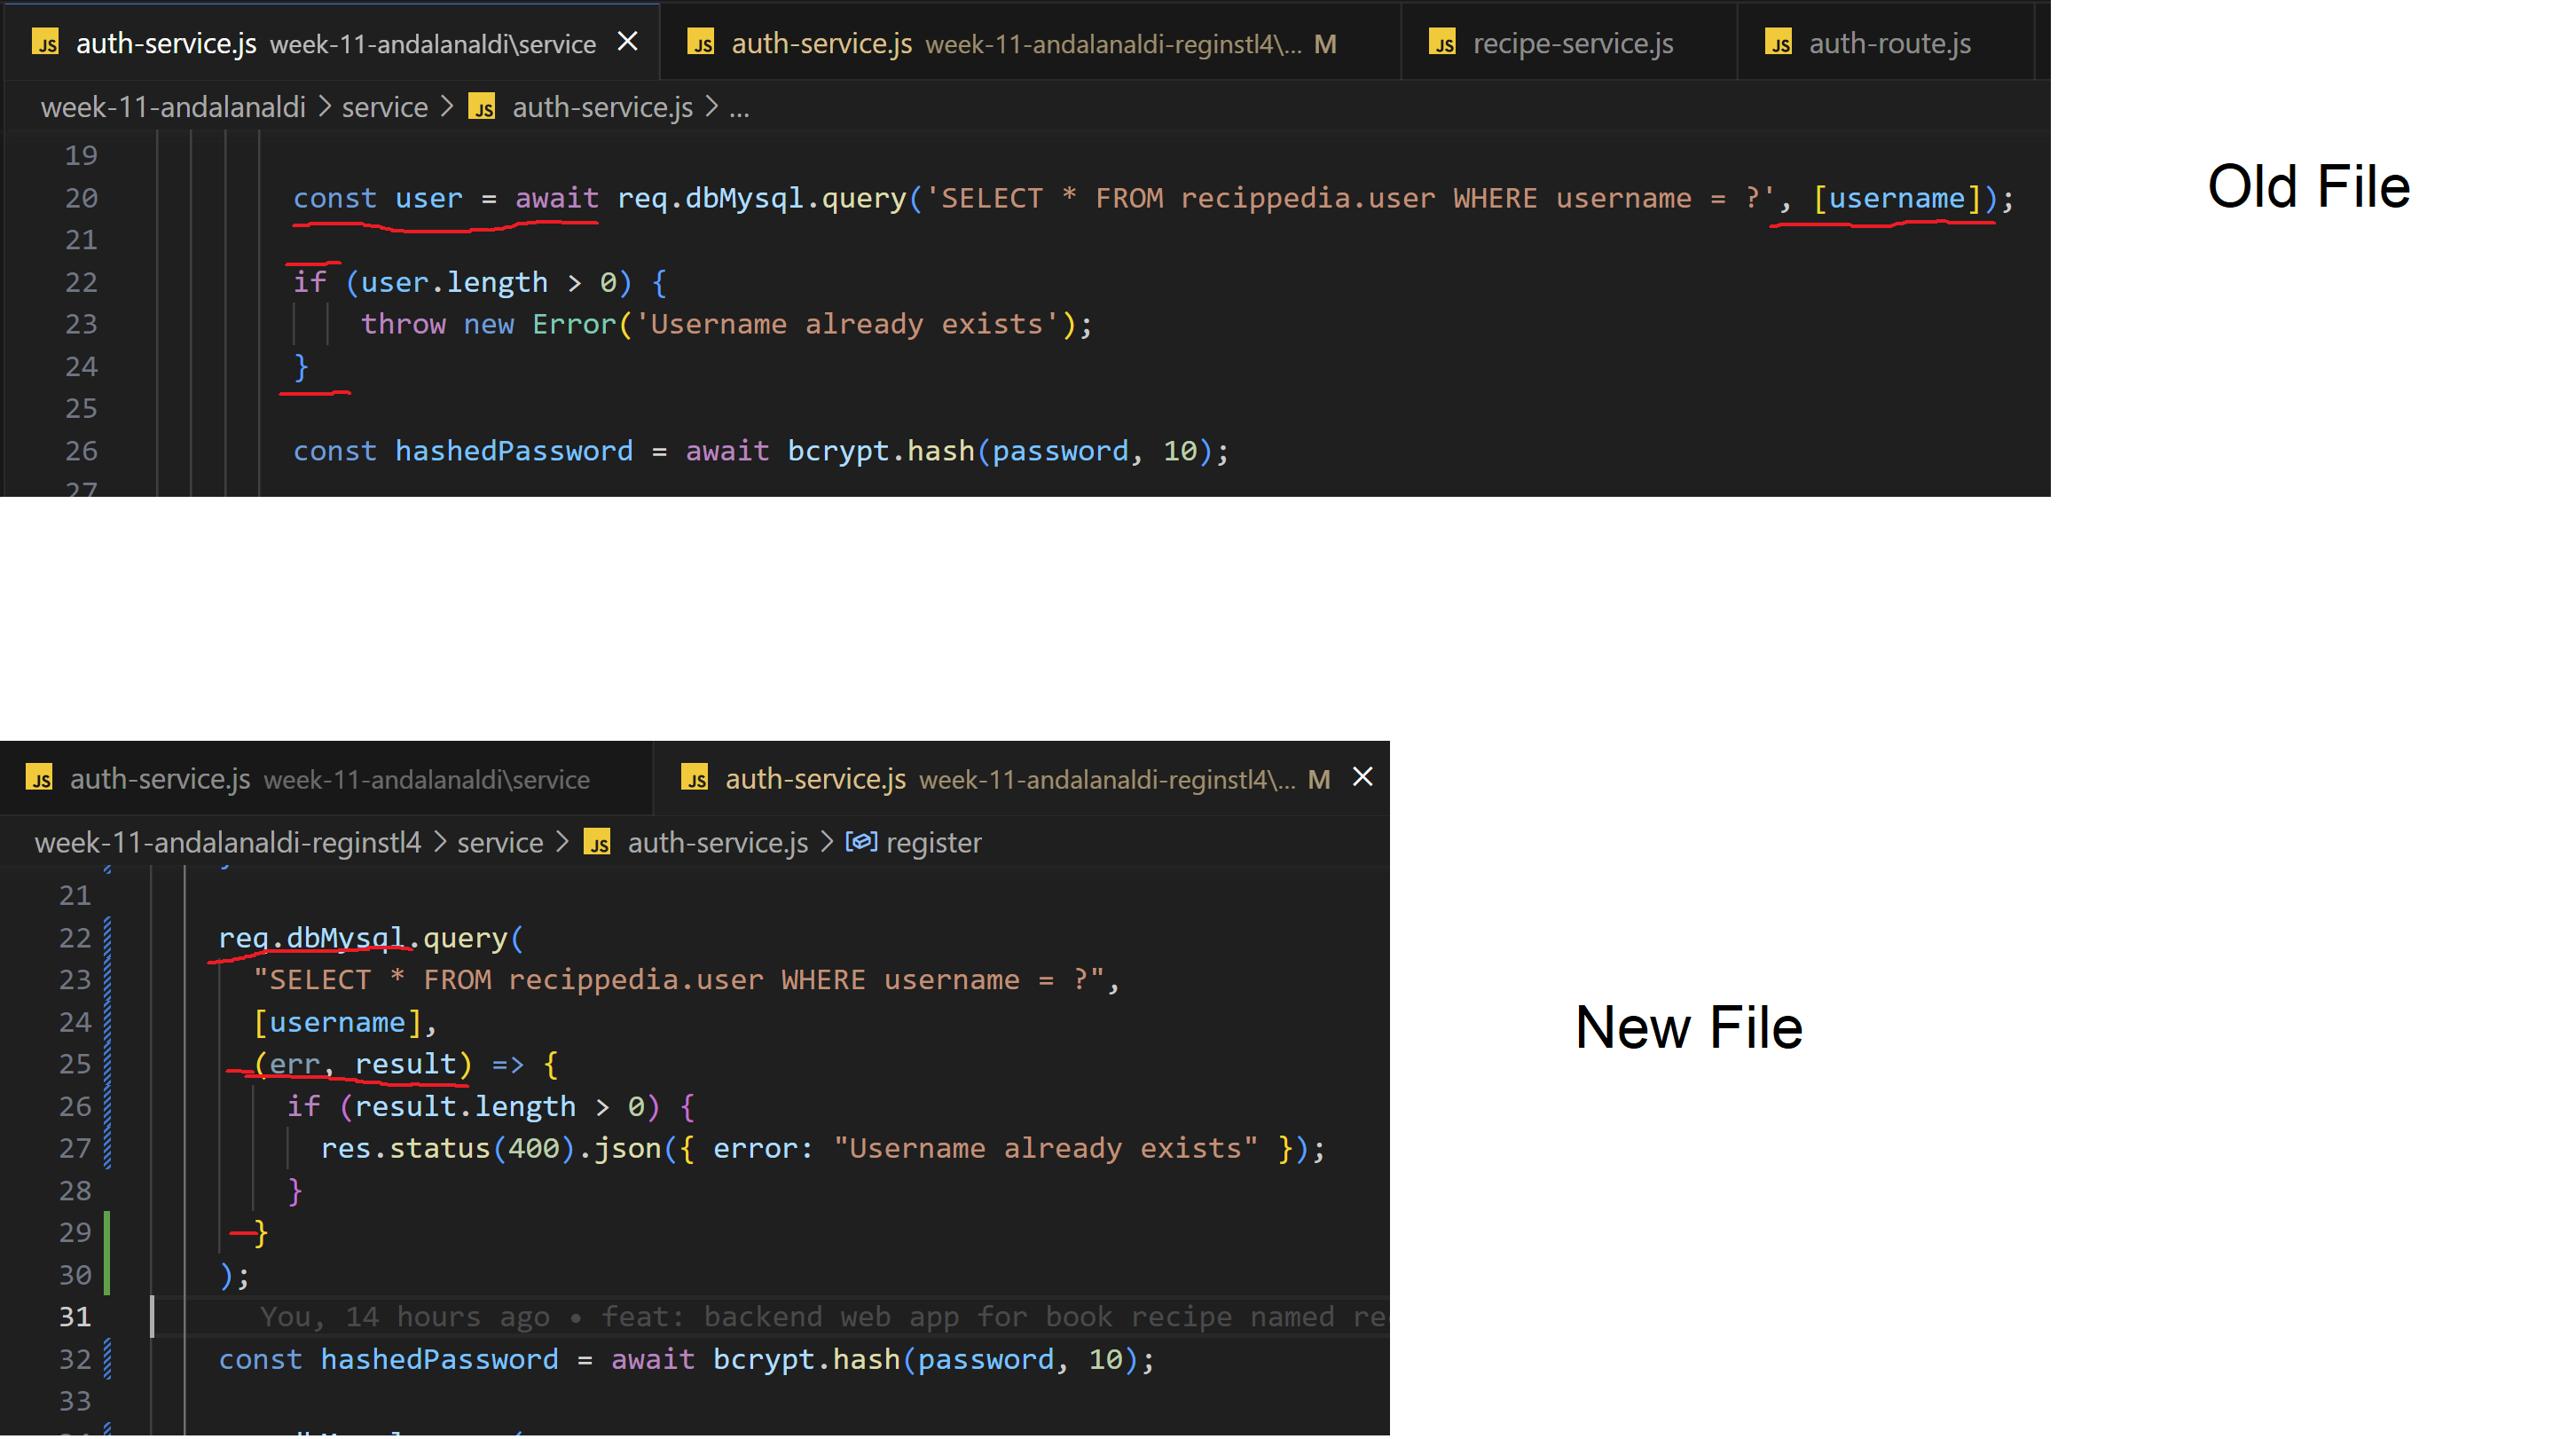 JS auth-service.js week-11-andalanaldi\service × JS auth-service.js week-11-andalanaldi-reginstl4\... M JS recipe-service.js JS auth-route.js
week-11-andalanaldi > service > JS auth-service.js > ...
19
20 const user = await req.dbMysql.query('SELECT * FROM recippedia.user WHERE username = ?', [username]);
21
22 if (user.length > 0) {
23 throw new Error('Username already exists');
24 }
25
26 const hashedPassword = await bcrypt.hash(password, 10);
27
Old File
JS auth-service.js week-11-andalanaldi\service JS auth-service.js week-11-andalanaldi-reginstl4\... M ×
week-11-andalanaldi-reginstl4 > service > JS auth-service.js > register
21
22 req.dbMysql.query(
23 "SELECT * FROM recippedia.user WHERE username = ?",
24 [username],
25 (err, result) => {
26 if (result.length > 0) {
27 res.status(400).json({ error: "Username already exists" });
28 }
29 }
30 );
31 You, 14 hours ago • feat: backend web app for book recipe named re
32 const hashedPassword = await bcrypt.hash(password, 10);
33
New File